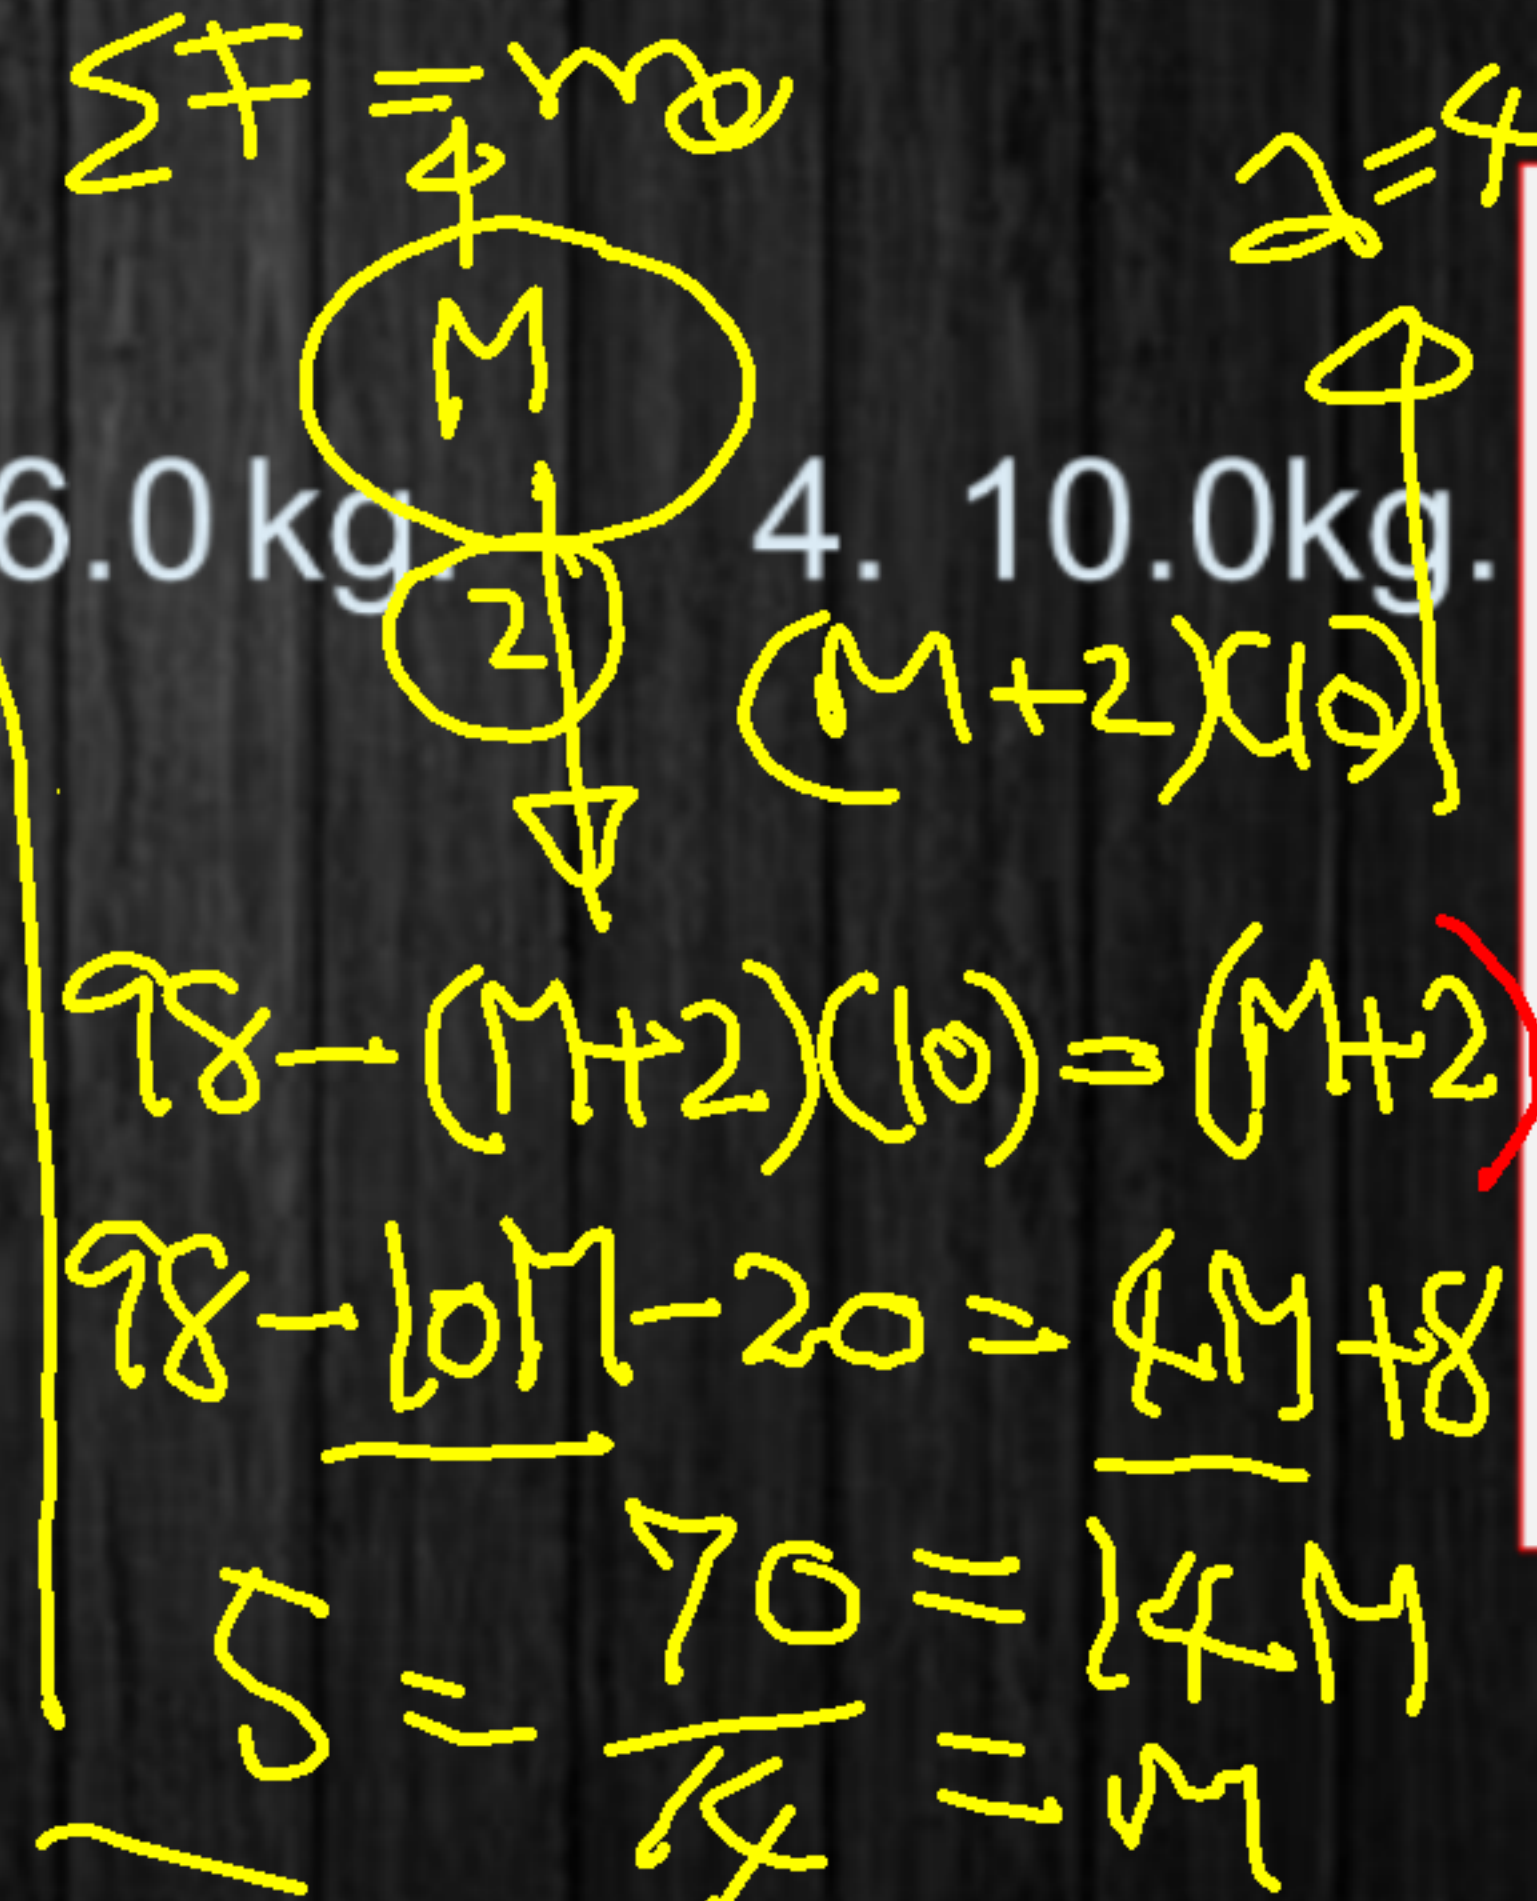 ΣF = ma
a = 4
M
6.0 kg. 4. 10.0kg.
2
(M+2)(10)
98-(M+2)(10) = (M+2)
98-10M-20 = 4M+8
70 = 14M
5 = 70/14 = M